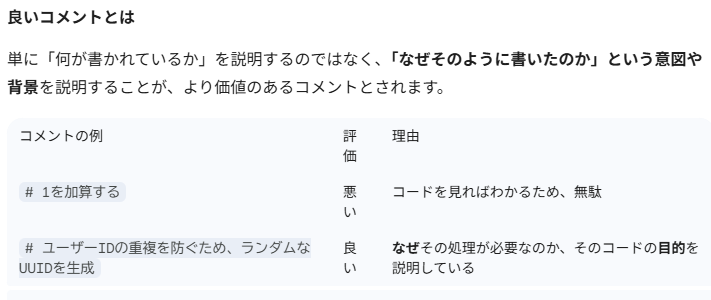 良いコメントとは
単に「何が書かれているか」を説明するのではなく、「なぜそのように書いたのか」という意図や
背景を説明することが、より価値のあるコメントとされます。
コメントの例 評価 理由
# 1を加算する 悪い コードを見ればわかるため、無駄
# ユーザーIDの重複を防ぐため、ランダムな
UUIDを生成 良い なぜその処理が必要なのか、そのコードの目的を
説明している